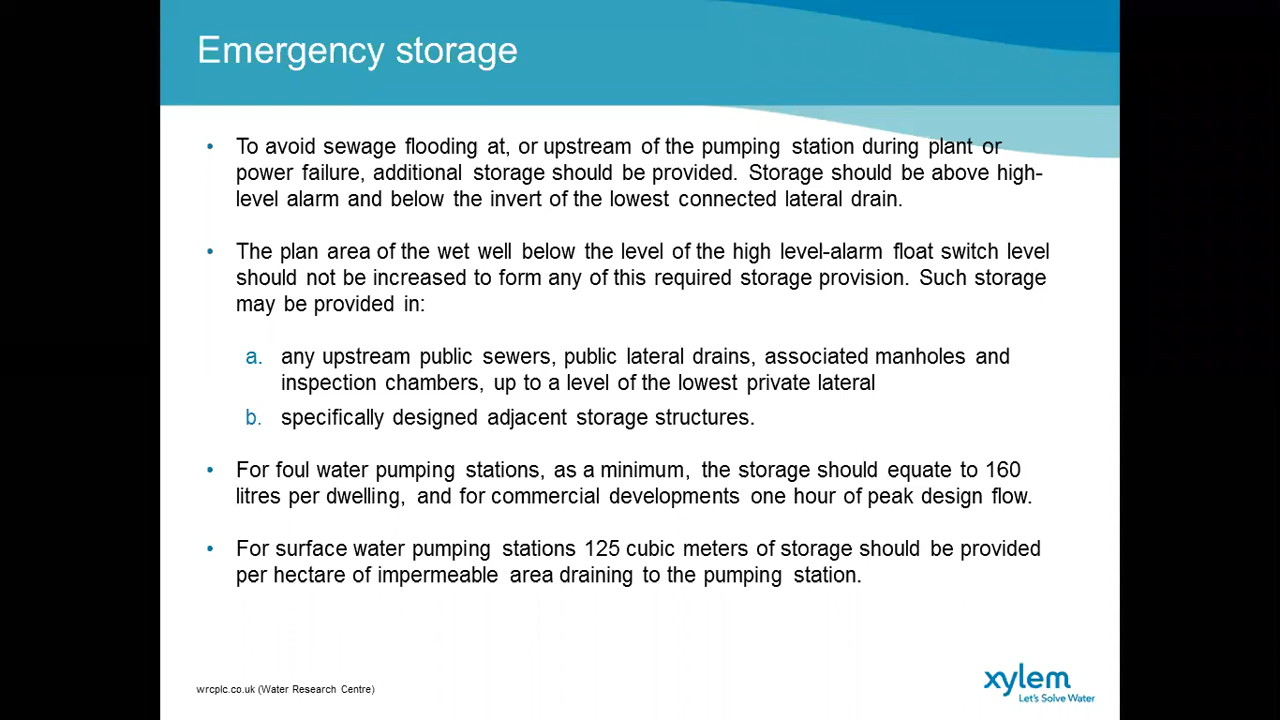 Emergency storage
• To avoid sewage flooding at, or upstream of the pumping station during plant or
power failure, additional storage should be provided. Storage should be above high-
level alarm and below the invert of the lowest connected lateral drain.
• The plan area of the wet well below the level of the high level-alarm float switch level
should not be increased to form any of this required storage provision. Such storage
may be provided in:
a. any upstream public sewers, public lateral drains, associated manholes and
inspection chambers, up to a level of the lowest private lateral
b. specifically designed adjacent storage structures.
• For foul water pumping stations, as a minimum, the storage should equate to 160
litres per dwelling, and for commercial developments one hour of peak design flow.
• For surface water pumping stations 125 cubic meters of storage should be provided
per hectare of impermeable area draining to the pumping station.
wrcplc.co.uk (Water Research Centre)
xylem
Let's Solve Water